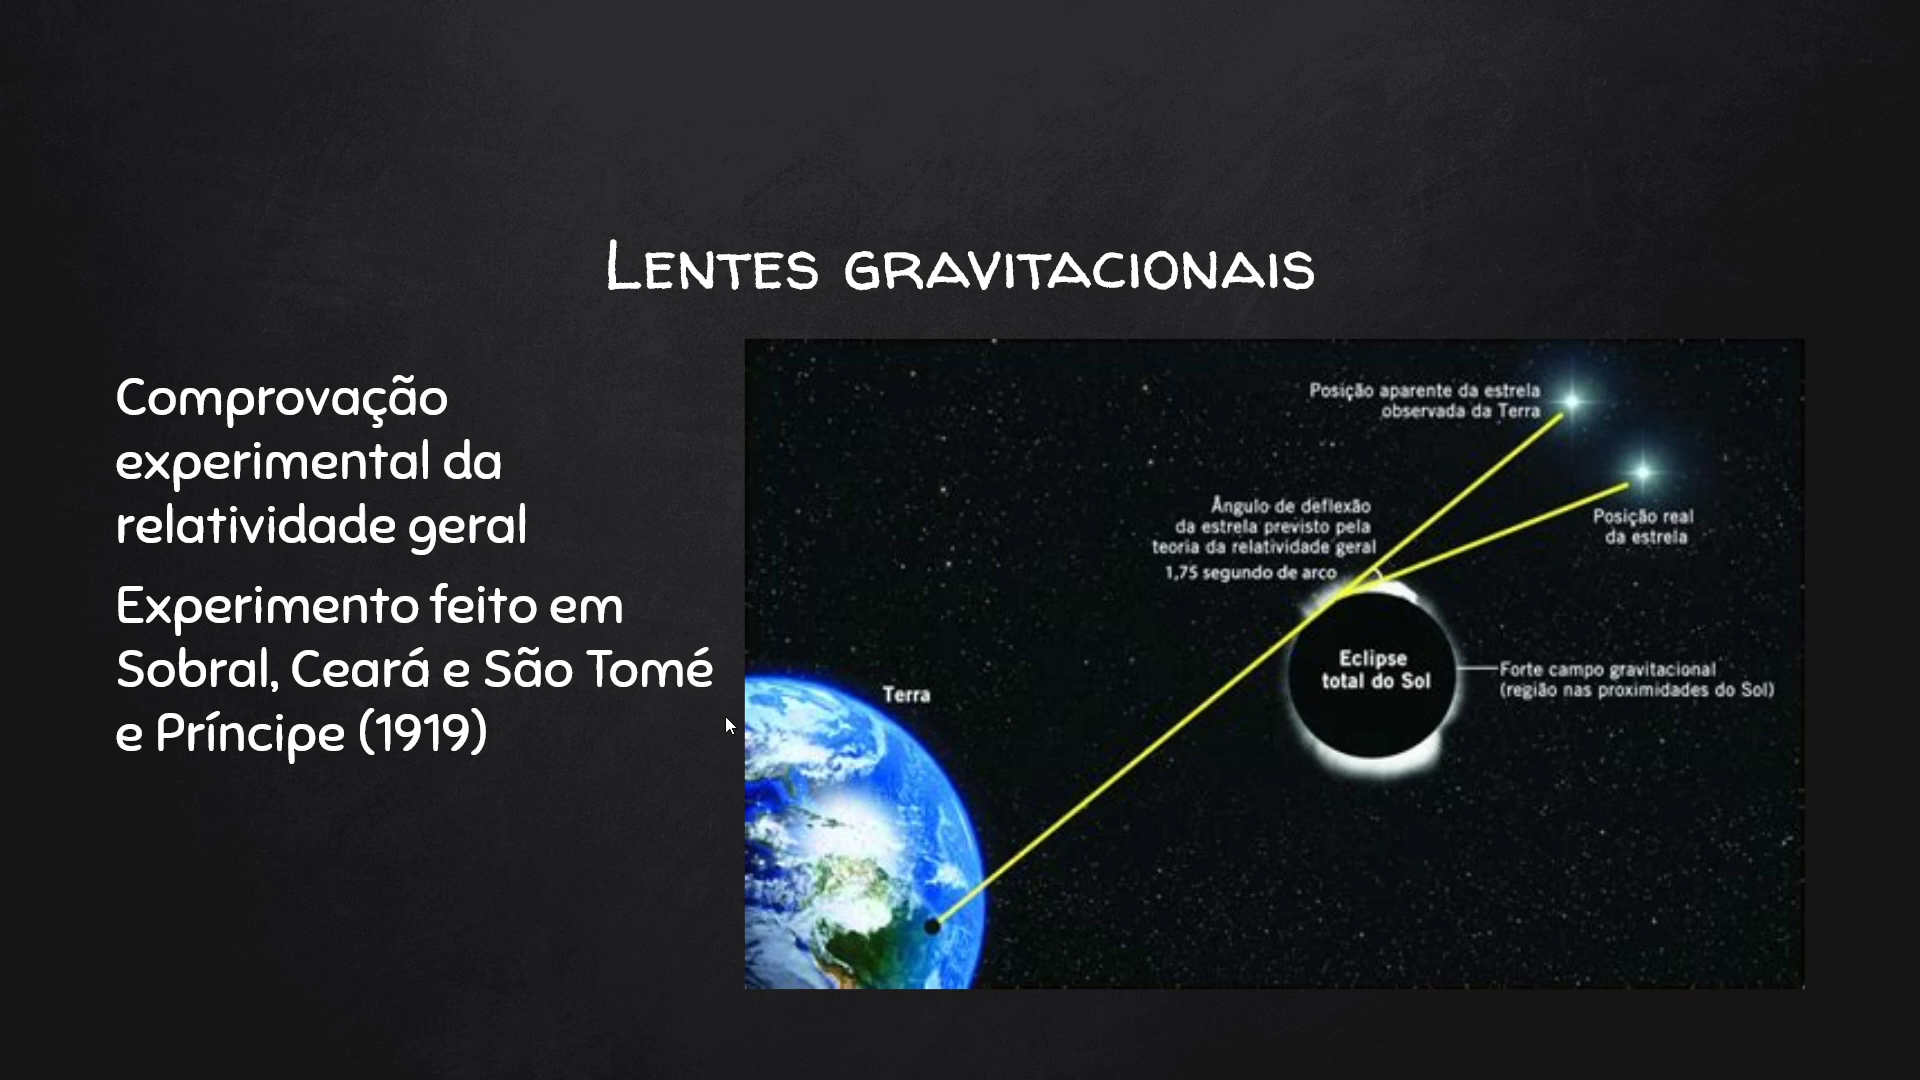 Lentes gravitacionais
Comprovação
experimental da
relatividade geral
Experimento feito em
Sobral, Ceará e São Tomé
e Príncipe (1919)
Posição aparente da estrela
observada da Terra
Ângulo de deflexão
da estrela previsto pela
teoria da relatividade geral
1,75 segundo de arco
Posição real
da estrela
Eclipse
total do Sol
Forte campo gravitacional
(região nas proximidades do Sol)
Terra